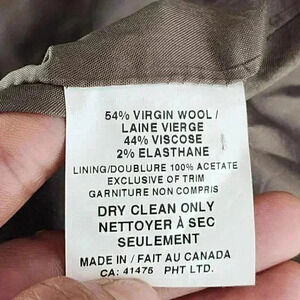 54% VIRGIN WOOL /
LAINE VIERGE
44% VISCOSE
2% ELASTHANE
LINING/DOUBLURE 100% ACETATE
EXCLUSIVE OF TRIM
GARNITURE NON COMPRIS
DRY CLEAN ONLY
NETTOYER À SEC
SEULEMENT
MADE IN / FAIT AU CANADA
CA: 41476 PHT LTD.